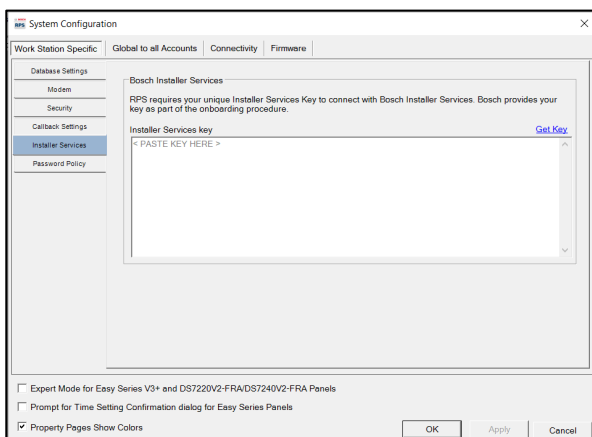 RPS System Configuration
Work Station Specific Global to all Accounts Connectivity Firmware
Database Settings
Modem
Security
Callback Settings
Installer Services
Password Policy
Bosch Installer Services
RPS requires your unique Installer Services Key to connect with Bosch Installer Services. Bosch provides your
key as part of the onboarding procedure.
Installer Services key Get Key
< PASTE KEY HERE >
Expert Mode for Easy Series V3+ and DS7220V2-FRA/DS7240V2-FRA Panels
Prompt for Time Setting Confirmation dialog for Easy Series Panels
Property Pages Show Colors
OK Apply Cancel